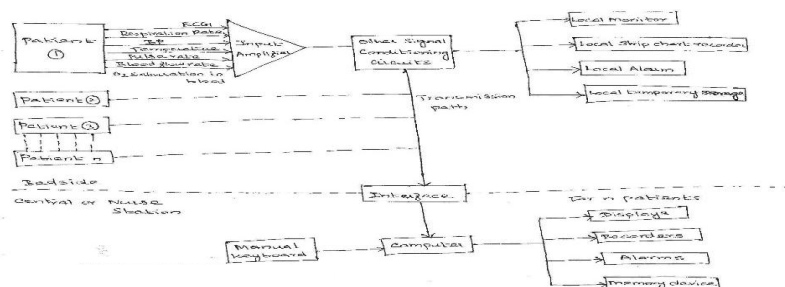 Patient
①
ECG
Respiration Rate
BP
Temperature
Pulse rate
Blood flow rate
O2 saturation in
blood
Input
Amplifier
Other Signal
Conditioning
Circuits
Local Monitor
Local Strip chart recorder
Local Alarm
Local temporary storage
Transmission
path
Patient ②
Patient ③
Patient n
Bedside
Central or Nurse
Station
Interface
For n patients
Manual
Keyboard
Computer
Displays
Recorders
Alarms
Memory device